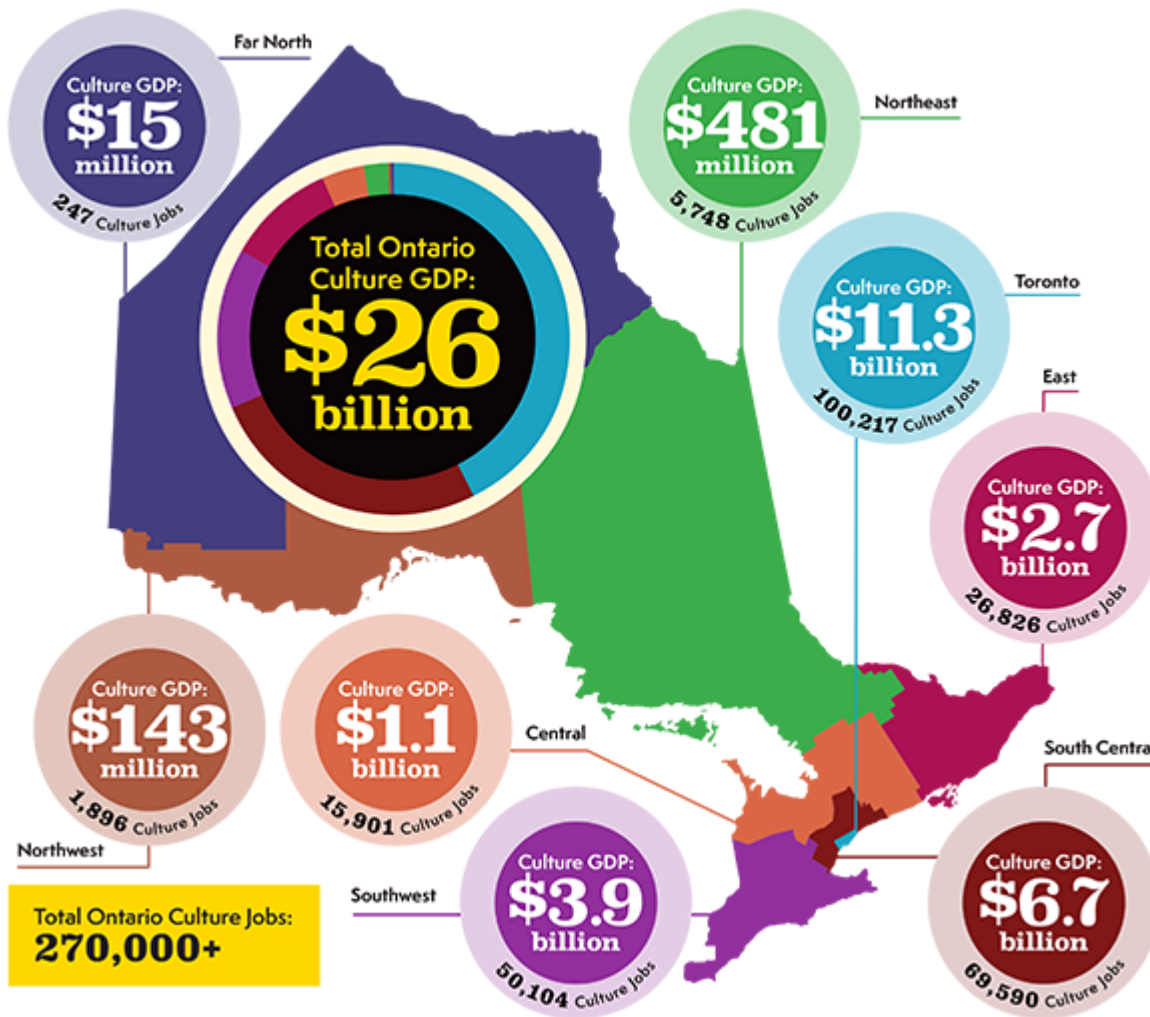 Far North
Culture GDP:
$15
million
247 Culture Jobs
Culture GDP:
$481
million
5,748 Culture Jobs
Northeast
Total Ontario
Culture GDP:
$26
billion
Culture GDP:
$11.3
billion
100,217 Culture Jobs
Toronto
East
Culture GDP:
$2.7
billion
26,826 Culture Jobs
Culture GDP:
$143
million
1,896 Culture Jobs
Northwest
Culture GDP:
$1.1
billion
15,901 Culture Jobs
Central
South Central
Culture GDP:
$6.7
billion
69,590 Culture Jobs
Southwest
Culture GDP:
$3.9
billion
50,104 Culture Jobs
Total Ontario Culture Jobs:
270,000+